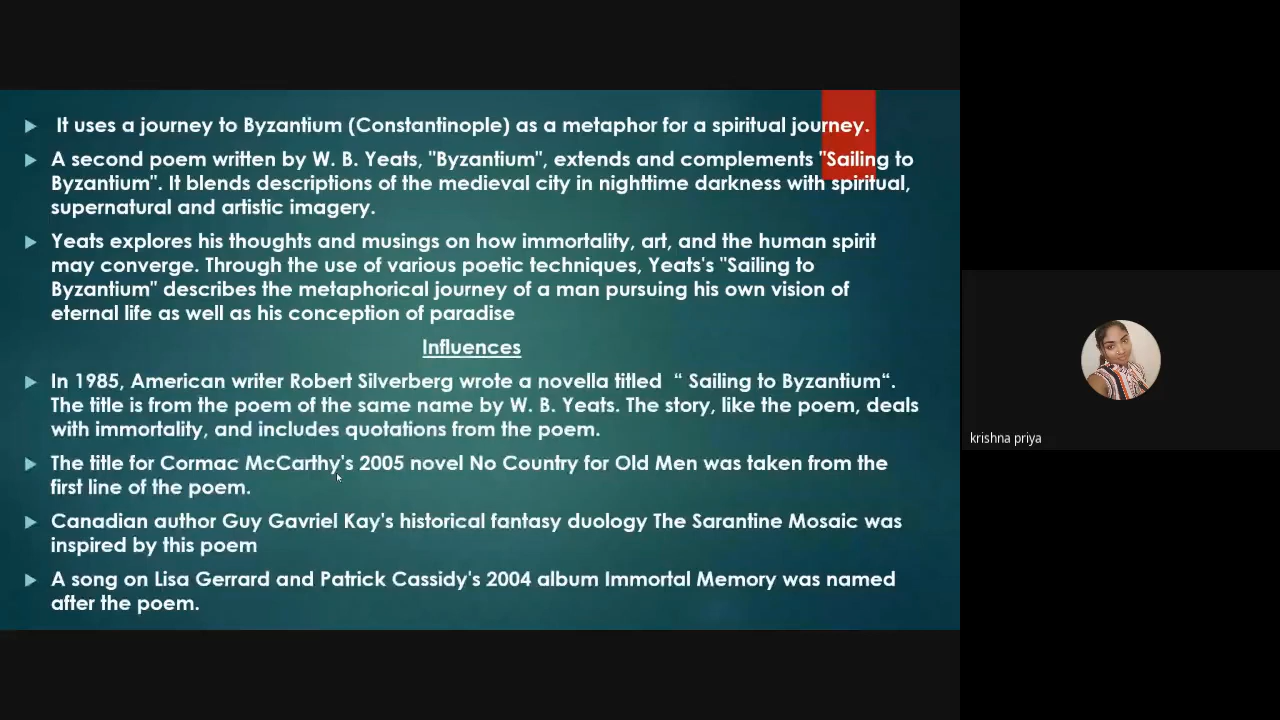 It uses a journey to Byzantium (Constantinople) as a metaphor for a spiritual journey.
A second poem written by W. B. Yeats, "Byzantium", extends and complements "Sailing to
Byzantium". It blends descriptions of the medieval city in nighttime darkness with spiritual,
supernatural and artistic imagery.
Yeats explores his thoughts and musings on how immortality, art, and the human spirit
may converge. Through the use of various poetic techniques, Yeats's "Sailing to
Byzantium" describes the metaphorical journey of a man pursuing his own vision of
eternal life as well as his conception of paradise
Influences
In 1985, American writer Robert Silverberg wrote a novella titled “ Sailing to Byzantium“.
The title is from the poem of the same name by W. B. Yeats. The story, like the poem, deals
with immortality, and includes quotations from the poem.
The title for Cormac McCarthy's 2005 novel No Country for Old Men was taken from the
first line of the poem.
Canadian author Guy Gavriel Kay's historical fantasy duology The Sarantine Mosaic was
inspired by this poem
A song on Lisa Gerrard and Patrick Cassidy's 2004 album Immortal Memory was named
after the poem.
krishna priya